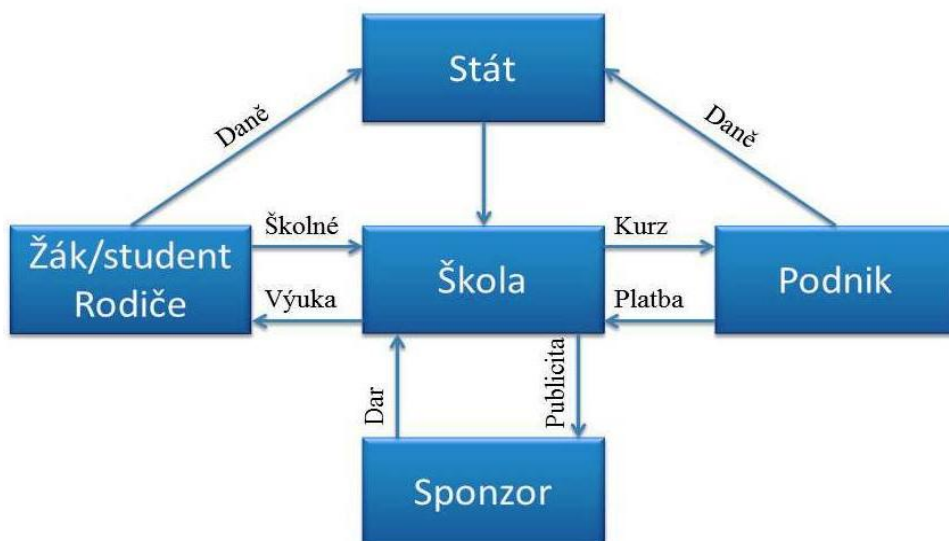 Stát
Daně
Daně
Školné
Kurz
Žák/student
Rodiče
Škola
Podnik
Výuka
Platba
Dar
Publicita
Sponzor